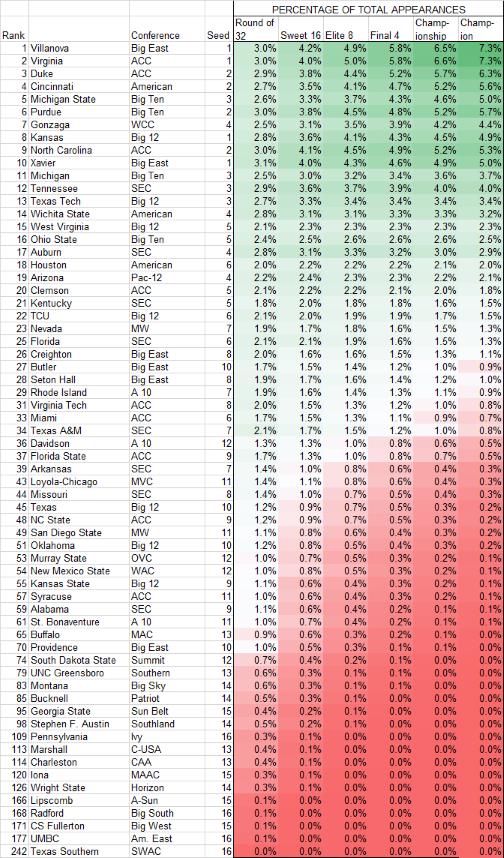 PERCENTAGE OF TOTAL APPEARANCES
Rank Conference Seed Round of 32 Sweet 16 Elite 8 Final 4 Champ-ionship Champ-ion
1 Villanova Big East 1 3.0% 4.2% 4.9% 5.8% 6.5% 7.3%
2 Virginia ACC 1 3.0% 4.0% 5.0% 5.8% 6.6% 7.3%
3 Duke ACC 2 2.9% 3.8% 4.4% 5.2% 5.7% 6.3%
4 Cincinnati American 2 2.7% 3.5% 4.1% 4.7% 5.2% 5.6%
5 Michigan State Big Ten 3 2.6% 3.3% 3.7% 4.3% 4.6% 5.0%
6 Purdue Big Ten 2 3.0% 3.8% 4.5% 4.8% 5.2% 5.7%
7 Gonzaga WCC 4 2.5% 3.1% 3.5% 3.9% 4.2% 4.4%
8 Kansas Big 12 1 2.8% 3.6% 4.1% 4.3% 4.5% 4.9%
9 North Carolina ACC 2 3.0% 4.1% 4.5% 4.9% 5.2% 5.3%
10 Xavier Big East 1 3.1% 4.0% 4.3% 4.6% 4.9% 5.0%
11 Michigan Big Ten 3 2.5% 3.0% 3.2% 3.4% 3.6% 3.7%
12 Tennessee SEC 3 2.9% 3.6% 3.7% 3.9% 4.0% 4.0%
13 Texas Tech Big 12 3 2.7% 3.3% 3.4% 3.4% 3.4% 3.4%
14 Wichita State American 4 2.8% 3.1% 3.1% 3.3% 3.3% 3.2%
15 West Virginia Big 12 5 2.1% 2.3% 2.3% 2.3% 2.3% 2.3%
16 Ohio State Big Ten 5 2.4% 2.5% 2.6% 2.6% 2.6% 2.5%
17 Auburn SEC 4 2.8% 3.1% 3.3% 3.2% 3.0% 2.9%
18 Houston American 6 2.0% 2.2% 2.2% 2.2% 2.1% 2.0%
19 Arizona Pac-12 4 2.2% 2.4% 2.3% 2.3% 2.2% 2.1%
20 Clemson ACC 5 2.1% 2.2% 2.2% 2.1% 2.0% 1.8%
21 Kentucky SEC 5 1.8% 2.0% 1.8% 1.8% 1.6% 1.5%
22 TCU Big 12 6 2.1% 2.0% 1.9% 1.9% 1.7% 1.5%
23 Nevada MW 7 1.9% 1.7% 1.8% 1.6% 1.5% 1.3%
25 Florida SEC 6 2.1% 2.1% 1.9% 1.6% 1.5% 1.3%
26 Creighton Big East 8 2.0% 1.6% 1.6% 1.5% 1.3% 1.1%
27 Butler Big East 10 1.7% 1.5% 1.4% 1.2% 1.0% 0.9%
28 Seton Hall Big East 8 1.9% 1.7% 1.6% 1.4% 1.2% 1.0%
29 Rhode Island A 10 7 1.9% 1.6% 1.4% 1.3% 1.1% 0.9%
31 Virginia Tech ACC 8 2.0% 1.5% 1.3% 1.2% 1.0% 0.8%
33 Miami ACC 6 1.7% 1.5% 1.3% 1.1% 0.9% 0.7%
34 Texas A&M SEC 7 2.1% 1.7% 1.5% 1.2% 1.0% 0.8%
36 Davidson A 10 12 1.3% 1.3% 1.0% 0.8% 0.6% 0.5%
37 Florida State ACC 9 1.7% 1.3% 1.0% 0.8% 0.7% 0.5%
39 Arkansas SEC 7 1.4% 1.0% 0.8% 0.6% 0.4% 0.3%
43 Loyola-Chicago MVC 11 1.4% 1.1% 0.8% 0.6% 0.4% 0.3%
44 Missouri SEC 8 1.4% 1.0% 0.7% 0.5% 0.4% 0.3%
45 Texas Big 12 10 1.2% 0.9% 0.7% 0.5% 0.3% 0.2%
48 NC State ACC 9 1.2% 0.9% 0.7% 0.5% 0.3% 0.2%
49 San Diego State MW 11 1.1% 0.8% 0.6% 0.4% 0.3% 0.2%
51 Oklahoma Big 12 10 1.2% 0.8% 0.5% 0.4% 0.3% 0.2%
53 Murray State OVC 12 1.0% 0.7% 0.5% 0.3% 0.2% 0.1%
54 New Mexico State WAC 12 1.0% 0.8% 0.5% 0.3% 0.2% 0.1%
55 Kansas State Big 12 9 1.1% 0.6% 0.4% 0.3% 0.2% 0.1%
57 Syracuse ACC 11 1.0% 0.6% 0.4% 0.3% 0.2% 0.1%
59 Alabama SEC 9 1.1% 0.6% 0.4% 0.2% 0.1% 0.1%
61 St. Bonaventure A 10 11 1.0% 0.7% 0.4% 0.2% 0.1% 0.1%
65 Buffalo MAC 13 0.9% 0.6% 0.3% 0.2% 0.1% 0.0%
70 Providence Big East 10 1.0% 0.5% 0.3% 0.1% 0.1% 0.0%
74 South Dakota State Summit 12 0.7% 0.4% 0.2% 0.1% 0.0% 0.0%
79 UNC Greensboro Southern 13 0.6% 0.3% 0.1% 0.1% 0.0% 0.0%
83 Montana Big Sky 14 0.6% 0.3% 0.1% 0.1% 0.0% 0.0%
85 Bucknell Patriot 14 0.5% 0.3% 0.1% 0.0% 0.0% 0.0%
95 Georgia State Sun Belt 15 0.4% 0.2% 0.1% 0.0% 0.0% 0.0%
98 Stephen F. Austin Southland 14 0.5% 0.2% 0.1% 0.0% 0.0% 0.0%
109 Pennsylvania Ivy 16 0.4% 0.1% 0.0% 0.0% 0.0% 0.0%
113 Marshall C-USA 13 0.4% 0.1% 0.0% 0.0% 0.0% 0.0%
114 Charleston CAA 13 0.4% 0.1% 0.0% 0.0% 0.0% 0.0%
120 Iona MAAC 15 0.3% 0.1% 0.0% 0.0% 0.0% 0.0%
126 Wright State Horizon 14 0.3% 0.1% 0.0% 0.0% 0.0% 0.0%
166 Lipscomb A-Sun 15 0.1% 0.0% 0.0% 0.0% 0.0% 0.0%
168 Radford Big South 16 0.1% 0.0% 0.0% 0.0% 0.0% 0.0%
171 CS Fullerton Big West 15 0.1% 0.0% 0.0% 0.0% 0.0% 0.0%
177 UMBC Am. East 16 0.1% 0.0% 0.0% 0.0% 0.0% 0.0%
242 Texas Southern SWAC 16 0.0% 0.0% 0.0% 0.0% 0.0% 0.0%